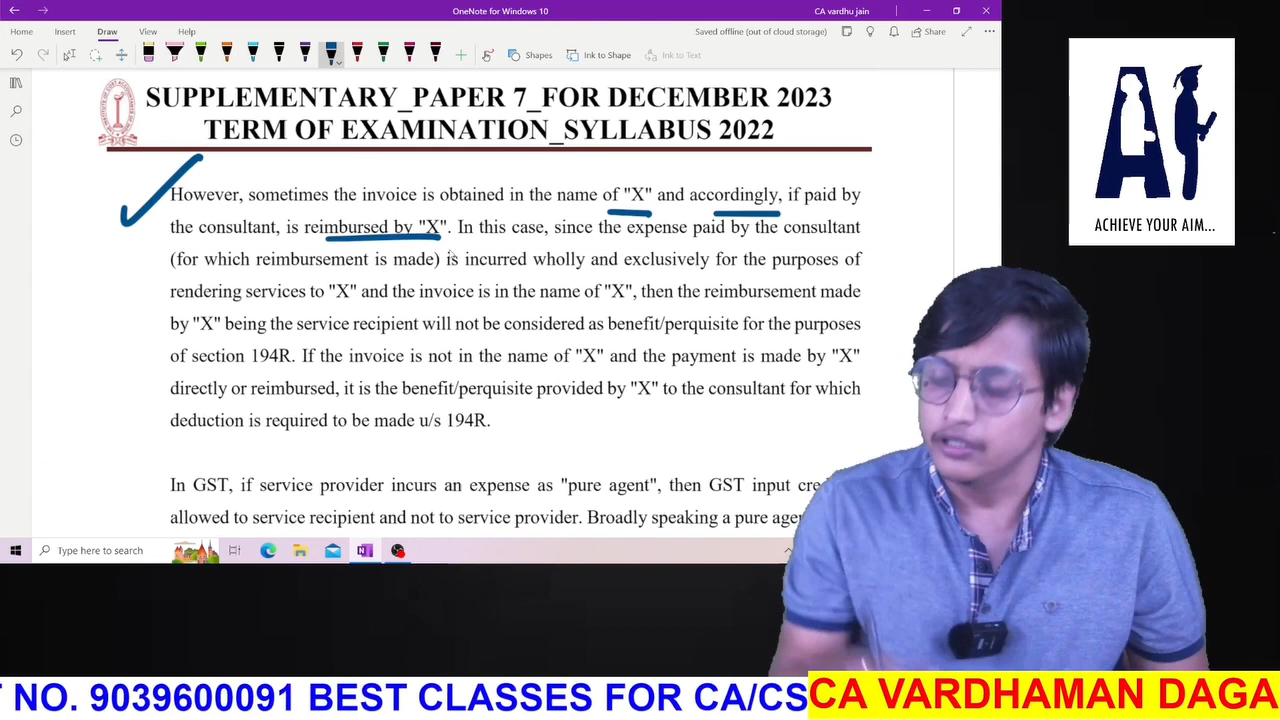 OneNote for Windows 10
CA vardhu jain
Home Insert Draw View Help
Saved offline (out of cloud storage)
Share
Shapes
Ink to Shape
Ink to Text
SUPPLEMENTARY_PAPER 7_FOR DECEMBER 2023
TERM OF EXAMINATION_SYLLABUS 2022
However, sometimes the invoice is obtained in the name of "X" and accordingly, if paid by
the consultant, is reimbursed by "X". In this case, since the expense paid by the consultant
(for which reimbursement is made) is incurred wholly and exclusively for the purposes of
rendering services to "X" and the invoice is in the name of "X", then the reimbursement made
by "X" being the service recipient will not be considered as benefit/perquisite for the purposes
of section 194R. If the invoice is not in the name of "X" and the payment is made by "X"
directly or reimbursed, it is the benefit/perquisite provided by "X" to the consultant for which
deduction is required to be made u/s 194R.
In GST, if service provider incurs an expense as "pure agent", then GST input cre
allowed to service recipient and not to service provider. Broadly speaking a pure age
Type here to search
ACHIEVE YOUR AIM...
T NO. 9039600091 BEST CLASSES FOR CA/CS
CA VARDHAMAN DAGA